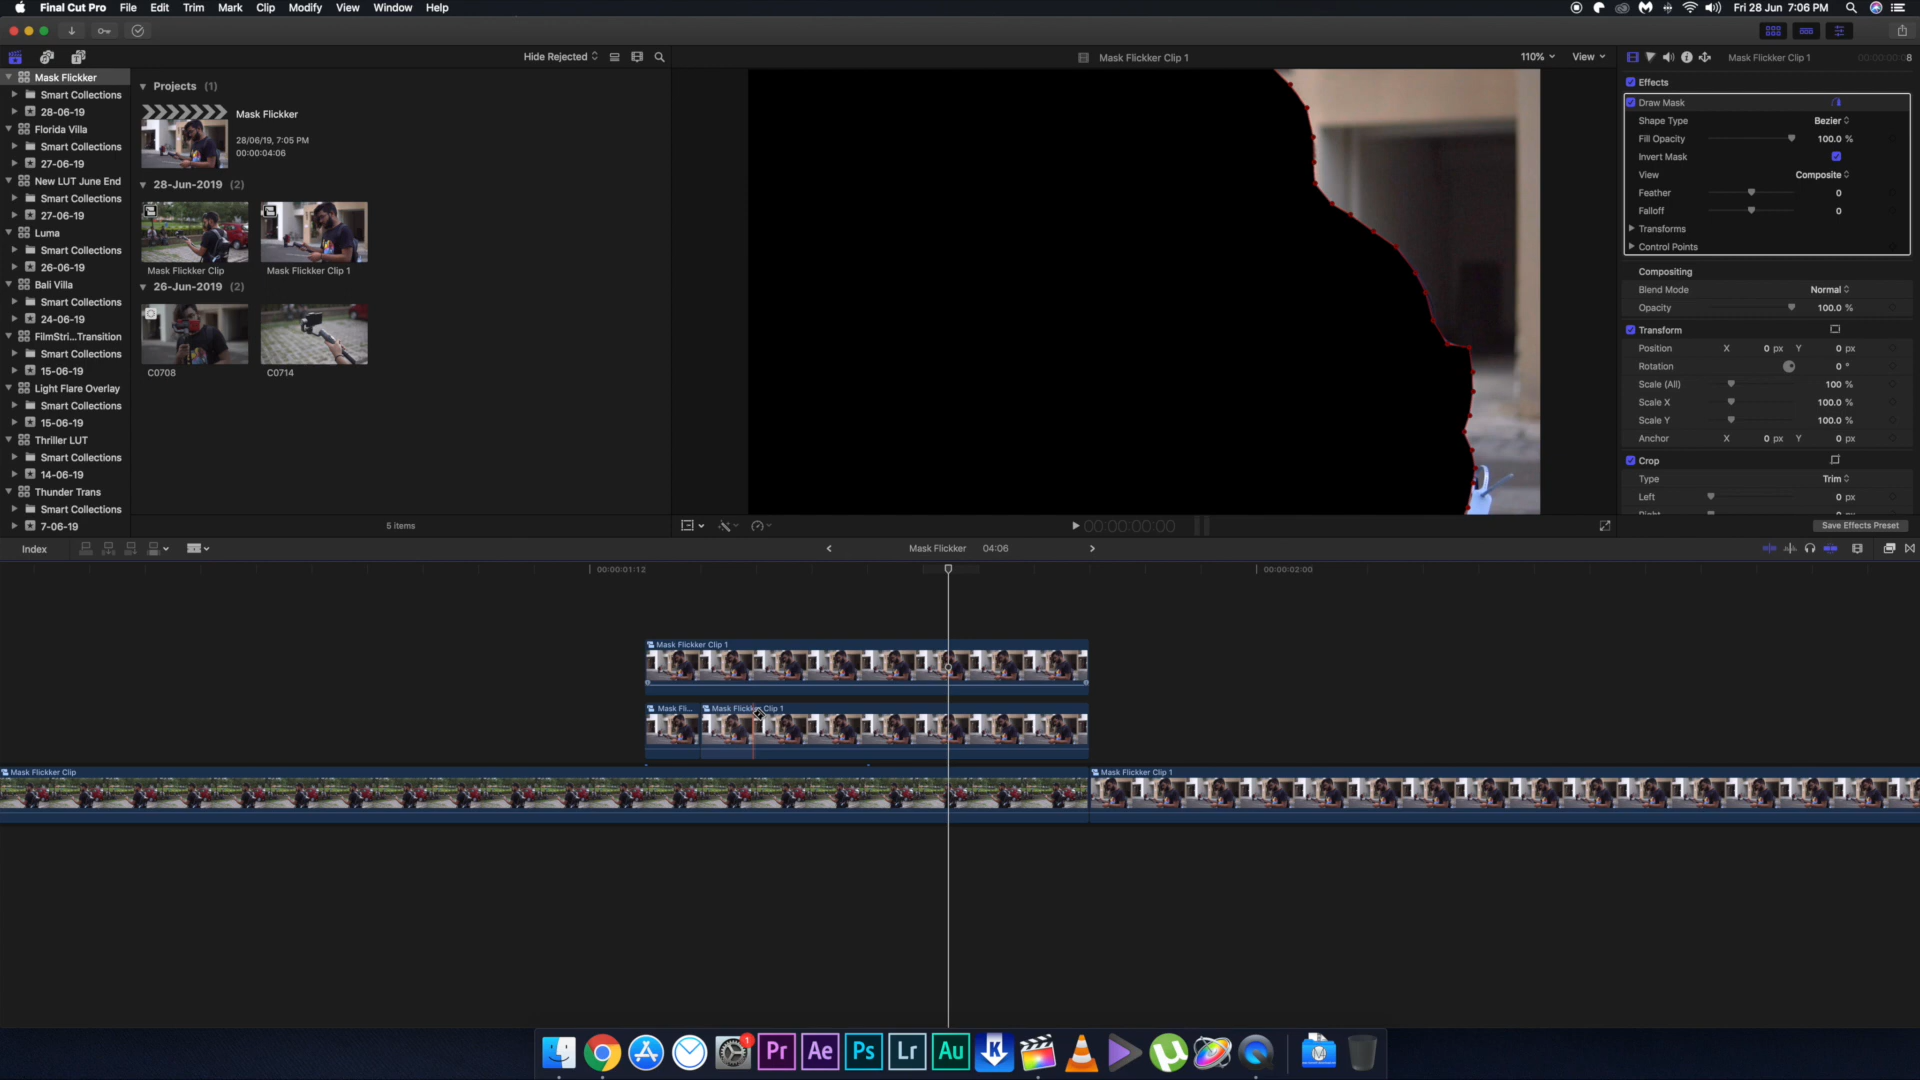 Final Cut Pro File Edit Trim Mark Clip Modify View Window Help
Fri 28 Jun 7:06 PM
Hide Rejected
Mask Flickker Clip 1
110% View
Mask Flickker Clip 1
8
Mask Flickker
Smart Collections
28-06-19
Florida Villa
Smart Collections
27-06-19
New LUT June End
Smart Collections
27-06-19
Luma
Smart Collections
26-06-19
Bali Villa
Smart Collections
24-06-19
FilmStri...Transition
Smart Collections
15-06-19
Light Flare Overlay
Smart Collections
15-06-19
Thriller LUT
Smart Collections
14-06-19
Thunder Trans
Smart Collections
7-06-19
Projects (1)
Mask Flickker
28/06/19, 7:05 PM
00:00:04:06
28-Jun-2019 (2)
Mask Flickker Clip
Mask Flickker Clip 1
26-Jun-2019 (2)
C0708
C0714
5 items
00:00:00:00
Effects
Draw Mask
Shape Type Bezier
Fill Opacity 100.0 %
Invert Mask
View Composite
Feather 0
Falloff 0
Transforms
Control Points
Compositing
Blend Mode Normal
Opacity 100.0 %
Transform
Position X 0 px Y 0 px
Rotation 0 °
Scale (All) 100 %
Scale X 100.0 %
Scale Y 100.0 %
Anchor X 0 px Y 0 px
Crop
Type Trim
Left 0 px
Save Effects Preset
Index
Mask Flickker 04:06
00:00:01:12
00:00:02:00
Mask Flickker Clip 1
Mask Fli...
Mask Flickker Clip 1
Mask Flickker Clip
Mask Flickker Clip 1
1
Pr
Ae
Ps
Lr
Au
K